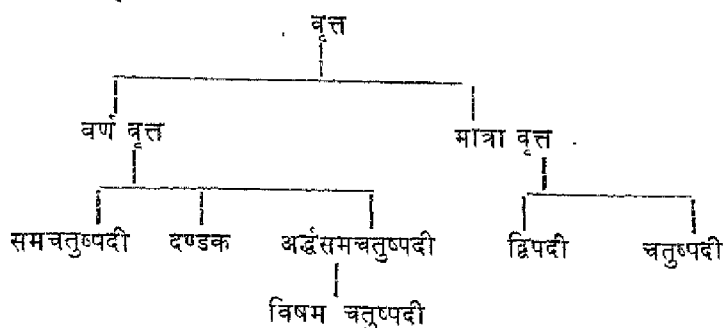 वृत्त
वर्ण वृत्त मात्रा वृत्त
समचतुष्पदी दण्डक अर्द्धसमचतुष्पदी द्विपदी चतुष्पदी
विषम चतुष्पदी